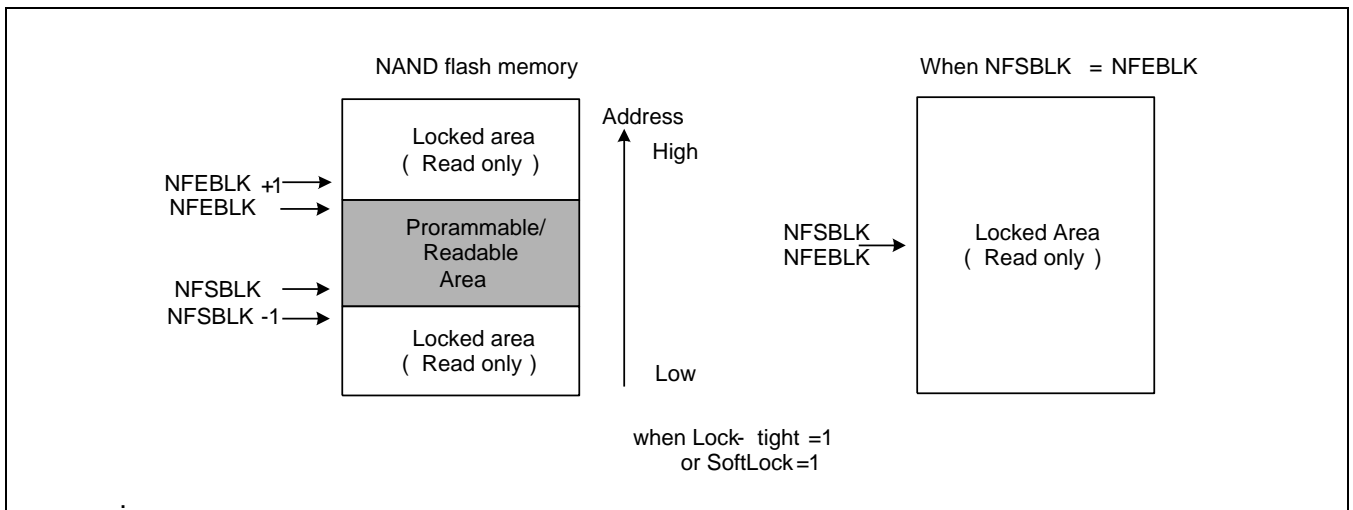 NAND flash memory
Locked area
( Read only )
Address
High
NFEBLK +1
NFEBLK
Prorammable/
Readable
Area
NFSBLK
NFSBLK -1
Locked area
( Read only )
Low
when Lock- tight =1
or SoftLock=1
When NFSBLK = NFEBLK
NFSBLK
NFEBLK
Locked Area
( Read only )
.